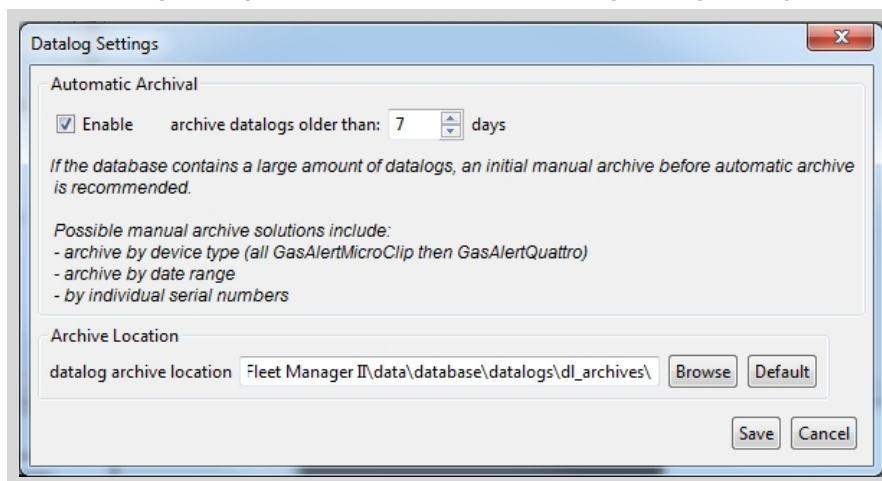 Datalog Settings
Automatic Archival
Enable archive datalogs older than: 7 days
If the database contains a large amount of datalogs, an initial manual archive before automatic archive
is recommended.
Possible manual archive solutions include:
- archive by device type (all GasAlertMicroClip then GasAlertQuattro)
- archive by date range
- by individual serial numbers
Archive Location
datalog archive location Fleet Manager II\data\database\datalogs\dl_archives\ Browse Default
Save Cancel